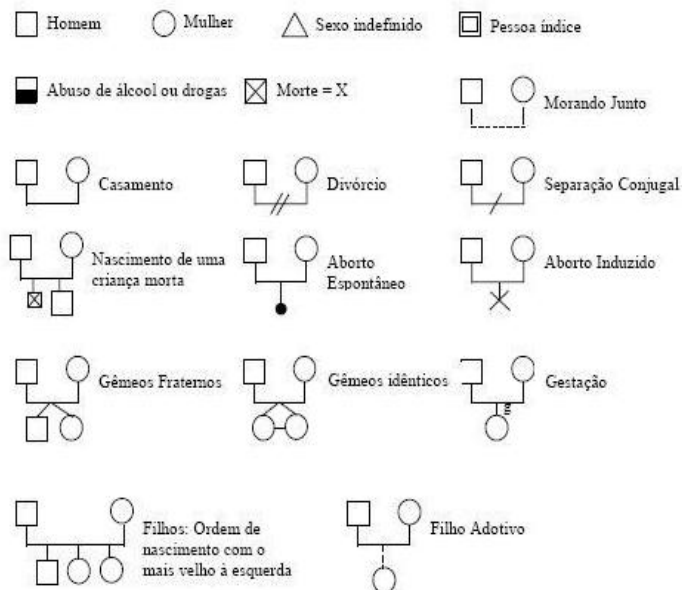 Homem
Mulher
Sexo indefinido
Pessoa índice
Abuso de álcool ou drogas
Morte = X
Morando Junto
Casamento
Divórcio
Separação Conjugal
Nascimento de uma
criança morta
Aborto
Espontâneo
Aborto Induzido
Gêmeos Fraternos
Gêmeos idênticos
Gestação
Filhos: Ordem de
nascimento com o
mais velho à esquerda
Filho Adotivo